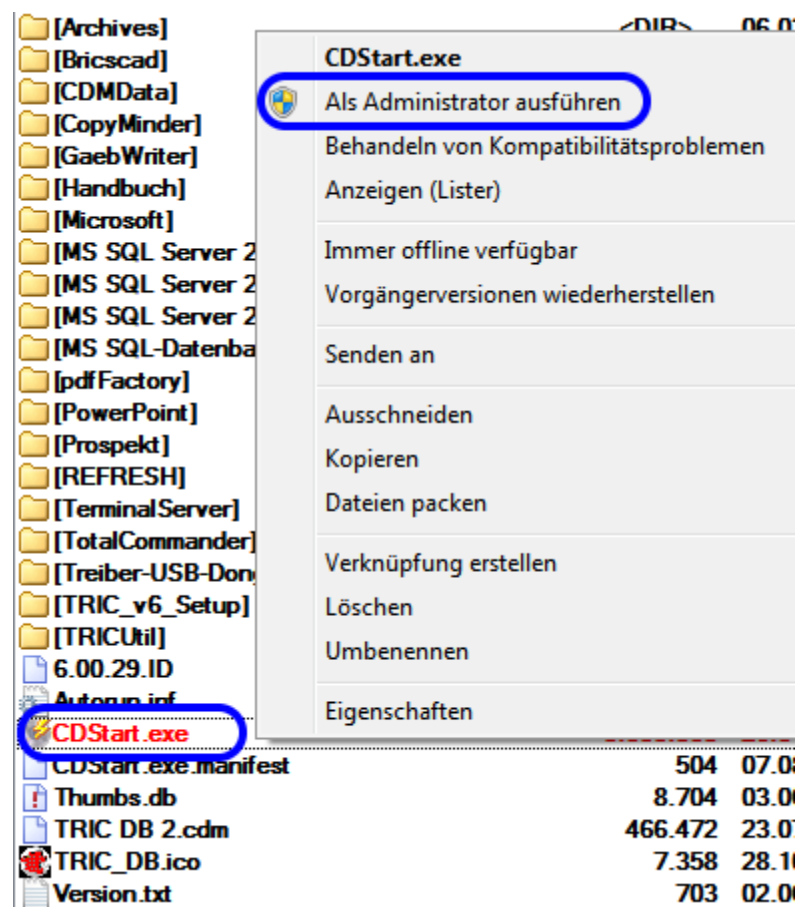 [Archives] <DIR> 06.0
[Bricscad]
[CDMData]
[CopyMinder]
[GaebWriter]
[Handbuch]
[Microsoft]
[MS SQL Server 2
[MS SQL Server 2
[MS SQL Server 2
[MS SQL-Datenba
[pdfFactory]
[PowerPoint]
[Prospekt]
[REFRESH]
[TerminalServer]
[TotalCommander]
[Treiber-USB-Dong
[TRIC_v6_Setup]
[TRICUtil]
6.00.29.ID
Autorun.inf
CDStart.exe
CDStart.exe.manifest 504 07.08
Thumbs.db 8.704 03.0
TRIC DB 2.cdm 466.472 23.07
TRIC_DB.ico 7.358 28.10
Version.txt 703 02.0
CDStart.exe
Als Administrator ausführen
Behandeln von Kompatibilitätsproblemen
Anzeigen (Lister)
Immer offline verfügbar
Vorgängerversionen wiederherstellen
Senden an
Ausschneiden
Kopieren
Dateien packen
Verknüpfung erstellen
Löschen
Umbenennen
Eigenschaften